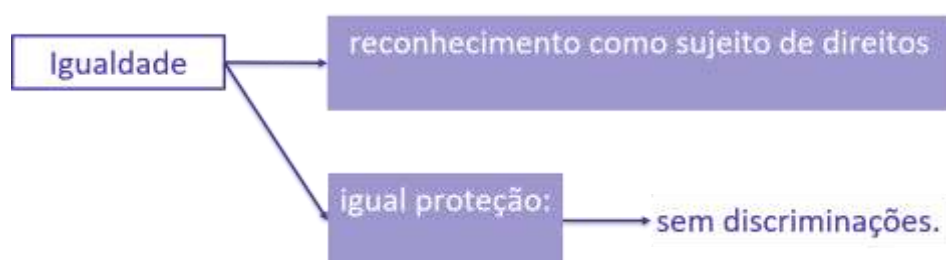 Igualdade
reconhecimento como sujeito de direitos
igual proteção:
sem discriminações.